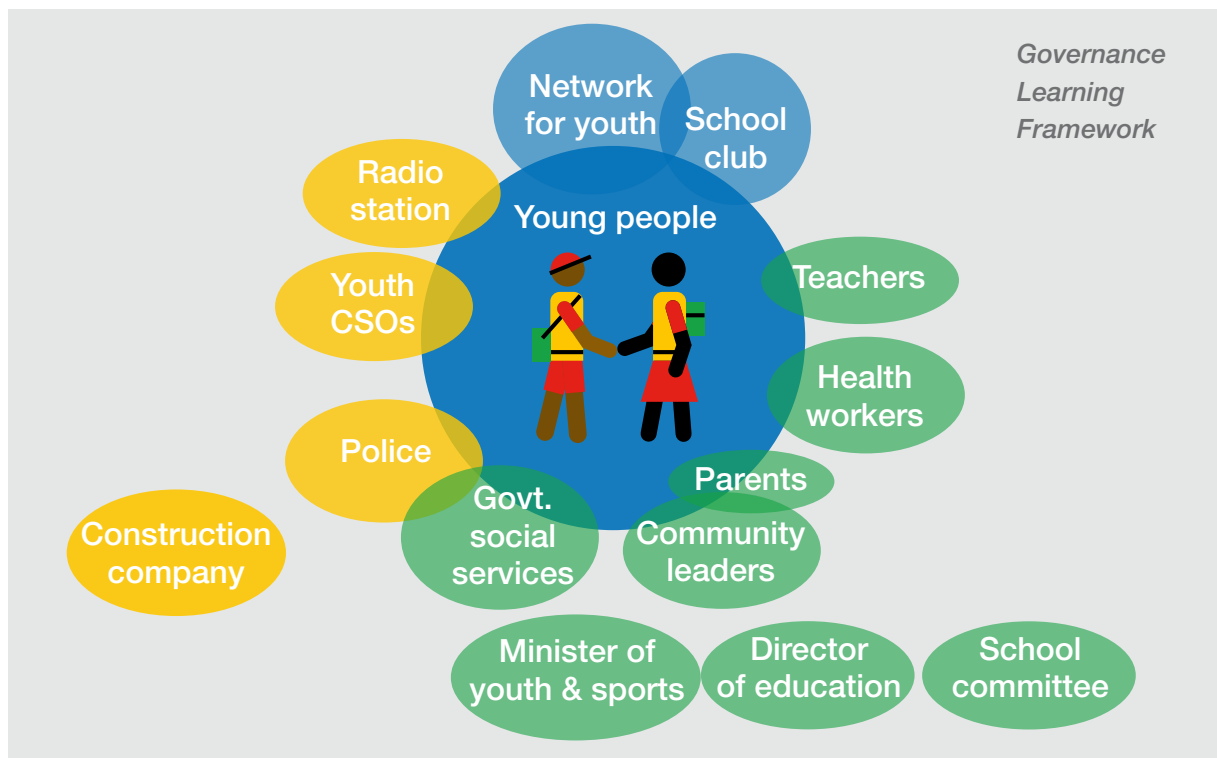 Governance
Learning
Framework
Network
for youth
School
club
Radio
station
Young people
Youth
CSOs
Teachers
Health
workers
Police
Parents
Govt.
social
services
Community
leaders
Construction
company
Minister of
youth & sports
Director
of education
School
committee